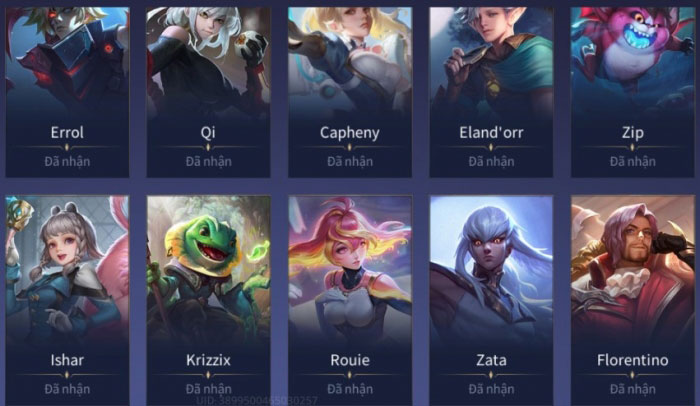 Errol Qi Capheny Eland'orr Zip
Đã nhận Đã nhận Đã nhận Đã nhận Đã nhận
Ishar Krizzix Rouie Zata Florentino
Đã nhận Đã nhận Đã nhận Đã nhận Đã nhận
UID: 3899500465030257